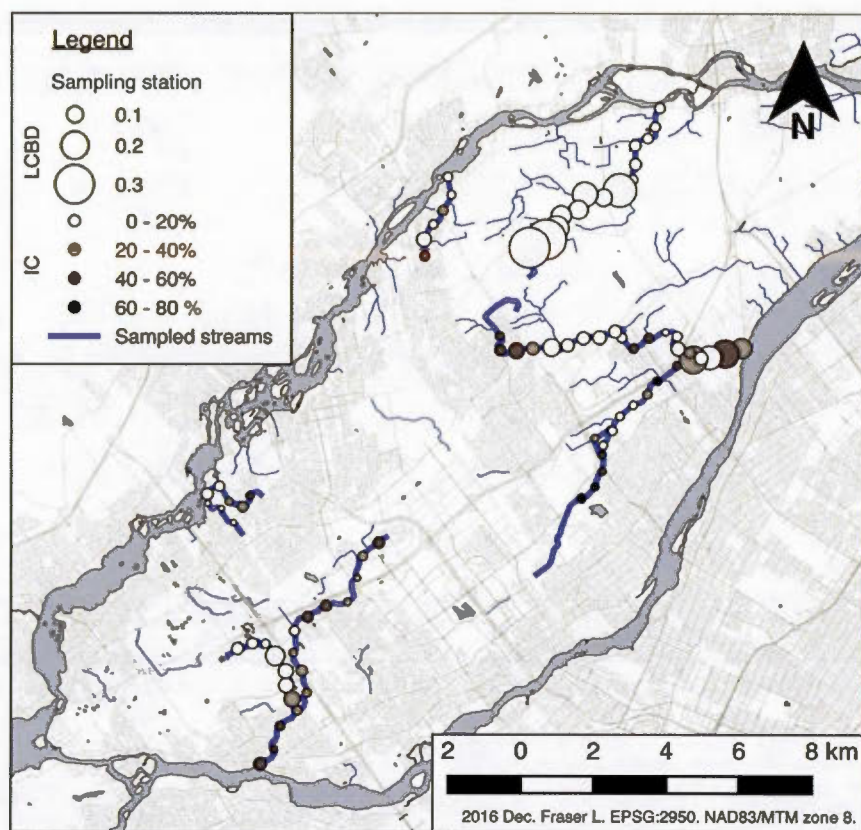 Legend
Sampling station
LCBD
0.1
0.2
0.3
IC
0 - 20%
20 - 40%
40 - 60%
60 - 80 %
Sampled streams
N
2 0 2 4 6 8 km
2016 Dec. Fraser L. EPSG:2950. NAD83/MTM zone 8.